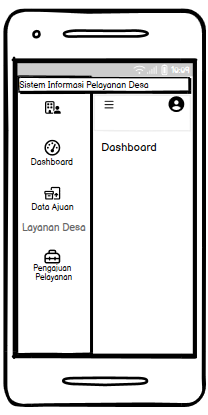 Sistem Informasi Pelayanan Desa
Dashboard
Dashboard
Data Ajuan
Layanan Desa
Pengajuan
Pelayanan